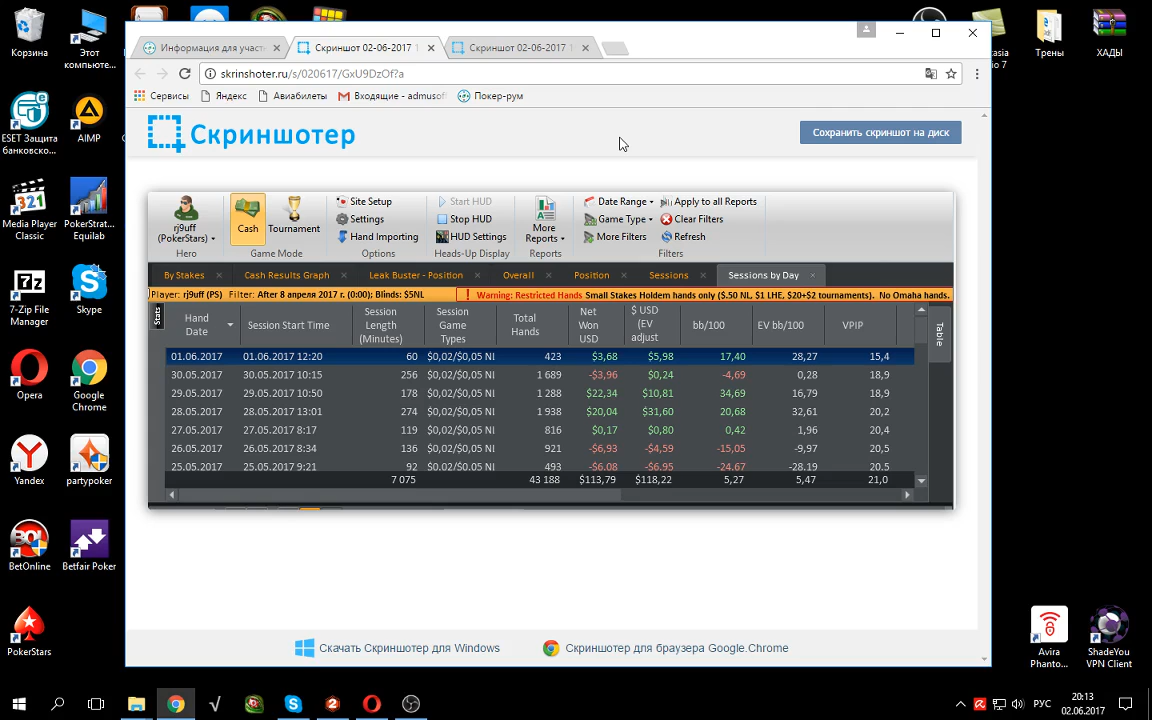 Корзина
Этот компьюте...
Трены
ХАДЫ
ESET Защита банковско...
AIMP
Media Player Classic
PokerStrat... Equilab
7-Zip File Manager
Skype
Opera
Google Chrome
Yandex
partypoker
BetOnline
Betfair Poker
PokerStars
Avira Phanto...
ShadeYou VPN Client
Информация для участ
Скриншот 02-06-2017 1
Скриншот 02-06-2017 1
skrinshoter.ru/s/020617/GxU9DzOf?a
Сервисы
Яндекс
Авиабилеты
Входящие - admusof
Покер-рум
Скриншотер
Сохранить скриншот на диск
rj9uff (PokerStars)
Hero
Cash
Tournament
Game Mode
Site Setup
Settings
Hand Importing
Options
Start HUD
Stop HUD
HUD Settings
Heads-Up Display
More Reports
Reports
Date Range
Game Type
More Filters
Apply to all Reports
Clear Filters
Refresh
Filters
By Stakes
Cash Results Graph
Leak Buster - Position
Overall
Position
Sessions
Sessions by Day
Player: rj9uff (PS) Filter: After 8 апреля 2017 г. (0:00); Blinds: $5NL
Warning: Restricted Hands Small Stakes Holdem hands only ($.50 NL, $1 LHE, $20+$2 tournaments). No Omaha hands.
Stats
Table
Hand Date Session Start Time Session Length (Minutes) Session Game Types Total Hands Net Won USD $ USD (EV adjust bb/100 EV bb/100 VPIP
01.06.2017 01.06.2017 12:20 60 $0,02/$0,05 NI 423 $3,68 $5,98 17,40 28,27 15,4
30.05.2017 30.05.2017 10:15 256 $0,02/$0,05 NI 1 689 -$3,96 $0,24 -4,69 0,28 18,9
29.05.2017 29.05.2017 10:50 178 $0,02/$0,05 NI 1 288 $22,34 $10,81 34,69 16,79 18,9
28.05.2017 28.05.2017 13:01 274 $0,02/$0,05 NI 1 938 $20,04 $31,60 20,68 32,61 20,2
27.05.2017 27.05.2017 8:17 119 $0,02/$0,05 NI 816 $0,17 $0,80 0,42 1,96 20,4
26.05.2017 26.05.2017 8:34 136 $0,02/$0,05 NI 921 -$6,93 -$4,59 -15,05 -9,97 20,5
25.05.2017 25.05.2017 9:21 92 $0,02/$0,05 NI 493 -$6,08 -$6,95 -24,67 -28,19 20,5
7 075 43 188 $113,79 $118,22 5,27 5,47 21,0
Скачать Скриншотер для Windows
Скриншотер для браузера Google.Chrome
РУС
20:13
02.06.2017